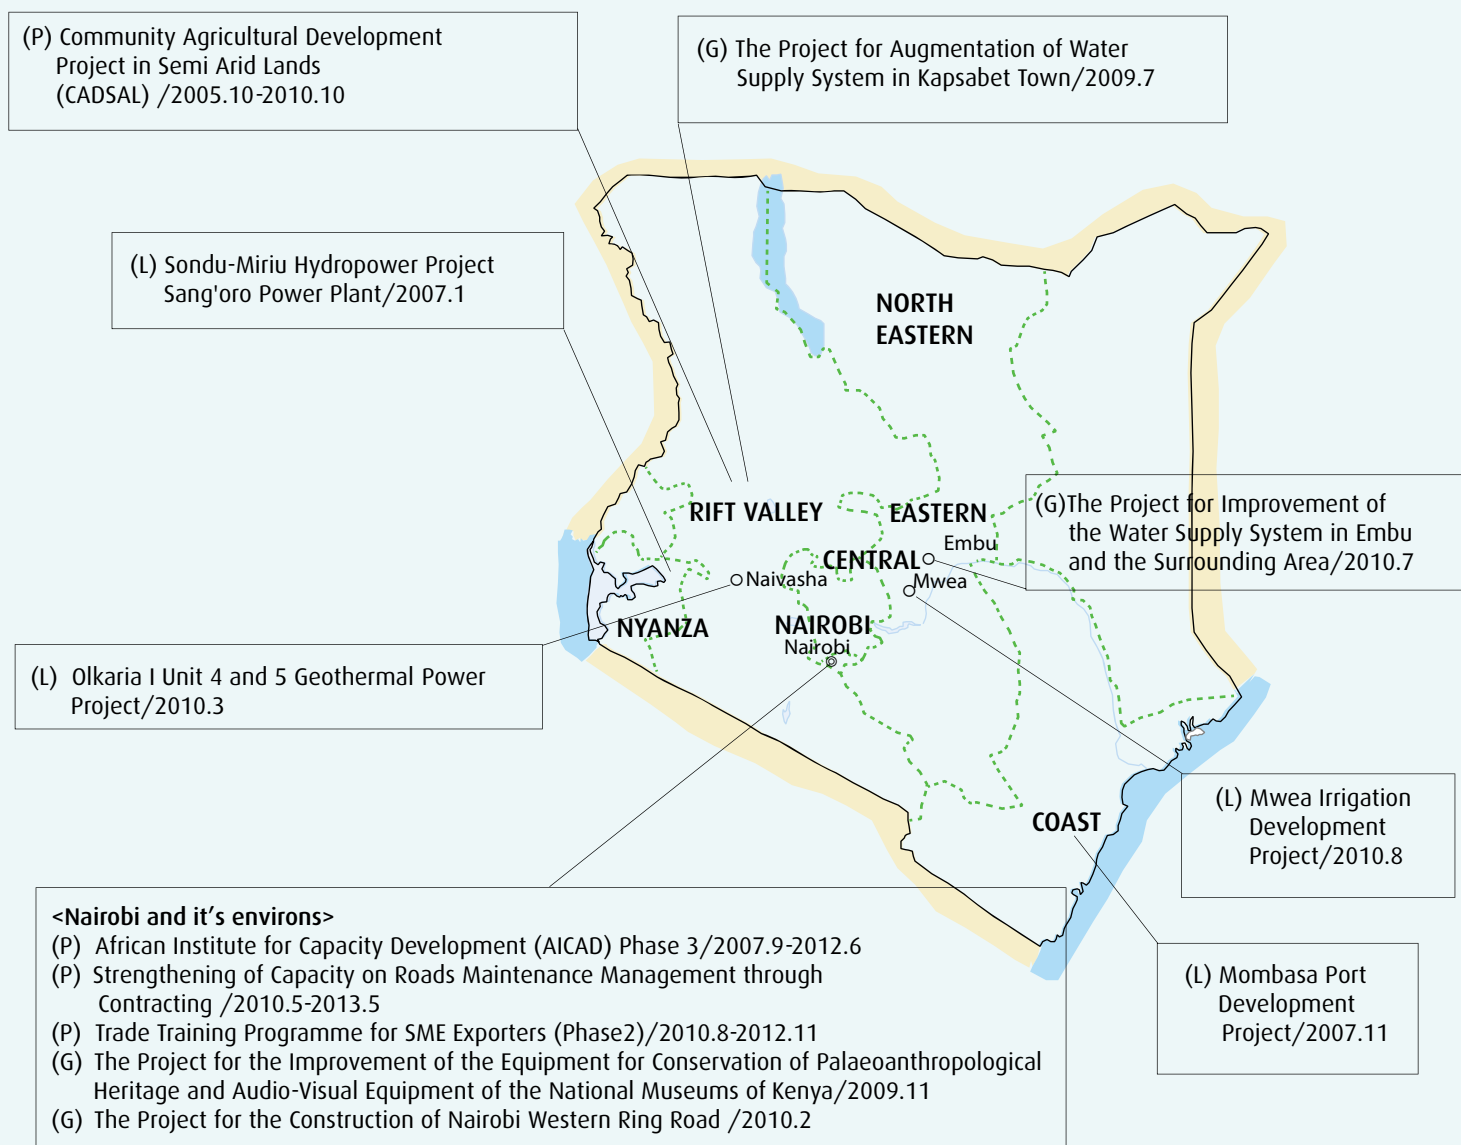 (P) Community Agricultural Development
Project in Semi Arid Lands
(CADSAL) /2005.10-2010.10
(G) The Project for Augmentation of Water
Supply System in Kapsabet Town/2009.7
(L) Sondu-Miriu Hydropower Project
Sang'oro Power Plant/2007.1
NORTH
EASTERN
RIFT VALLEY
EASTERN
(G)The Project for Improvement of
the Water Supply System in Embu
and the Surrounding Area/2010.7
Embu
CENTRAL
Naivasha
Mwea
NYANZA
NAIROBI
Nairobi
(L) Olkaria I Unit 4 and 5 Geothermal Power
Project/2010.3
COAST
(L) Mwea Irrigation
Development
Project/2010.8
<Nairobi and it’s environs>
(P) African Institute for Capacity Development (AICAD) Phase 3/2007.9-2012.6
(P) Strengthening of Capacity on Roads Maintenance Management through
Contracting /2010.5-2013.5
(P) Trade Training Programme for SME Exporters (Phase2)/2010.8-2012.11
(G) The Project for the Improvement of the Equipment for Conservation of Palaeoanthropological
Heritage and Audio-Visual Equipment of the National Museums of Kenya/2009.11
(G) The Project for the Construction of Nairobi Western Ring Road /2010.2
(L) Mombasa Port
Development
Project/2007.11